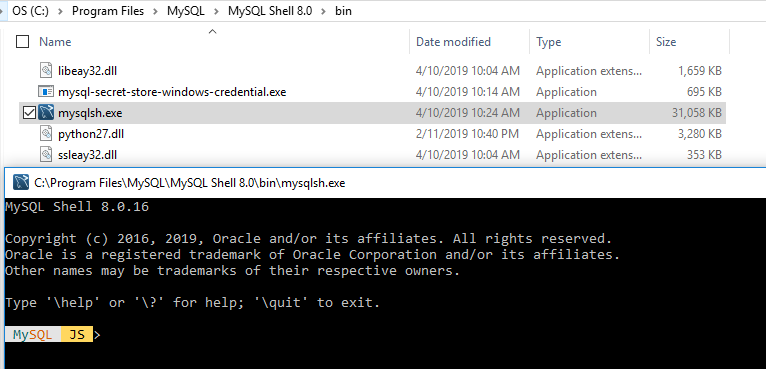 OS (C:) > Program Files > MySQL > MySQL Shell 8.0 > bin
Name Date modified Type Size
libeay32.dll 4/10/2019 10:04 AM Application extens... 1,659 KB
mysql-secret-store-windows-credential.exe 4/10/2019 10:14 AM Application 695 KB
mysqlsh.exe 4/10/2019 10:24 AM Application 31,058 KB
python27.dll 2/11/2019 10:40 PM Application extens... 3,280 KB
ssleay32.dll 4/10/2019 10:04 AM Application extens... 353 KB
C:\Program Files\MySQL\MySQL Shell 8.0\bin\mysqlsh.exe
MySQL Shell 8.0.16
Copyright (c) 2016, 2019, Oracle and/or its affiliates. All rights reserved.
Oracle is a registered trademark of Oracle Corporation and/or its affiliates.
Other names may be trademarks of their respective owners.
Type '\help' or '\?' for help; '\quit' to exit.
MySQL JS >